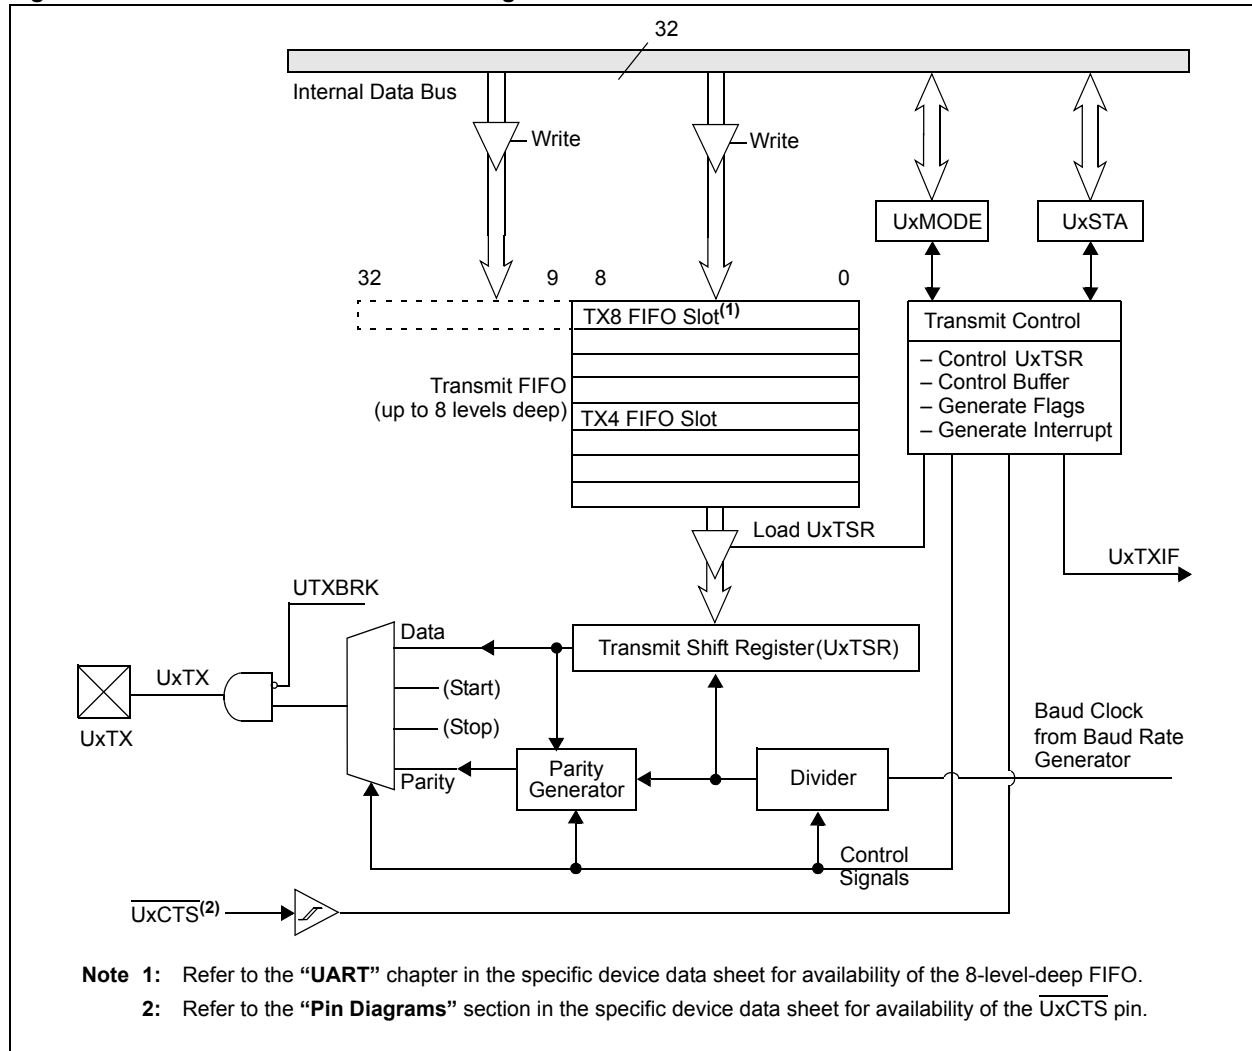 32
Internal Data Bus
Write
Write
UxMODE
UxSTA
32
9
8
0
TX8 FIFO Slot(1)
Transmit Control
– Control UxTSR
– Control Buffer
– Generate Flags
– Generate Interrupt
Transmit FIFO
(up to 8 levels deep)
TX4 FIFO Slot
Load UxTSR
UxTXIF
UTXBRK
Data
Transmit Shift Register(UxTSR)
UxTX
(Start)
(Stop)
UxTX
Parity
Parity
Generator
Divider
Baud Clock
from Baud Rate
Generator
Control
Signals
UxCTS(2)
Note 1: Refer to the “UART” chapter in the specific device data sheet for availability of the 8-level-deep FIFO.
2: Refer to the “Pin Diagrams” section in the specific device data sheet for availability of the UxCTS pin.